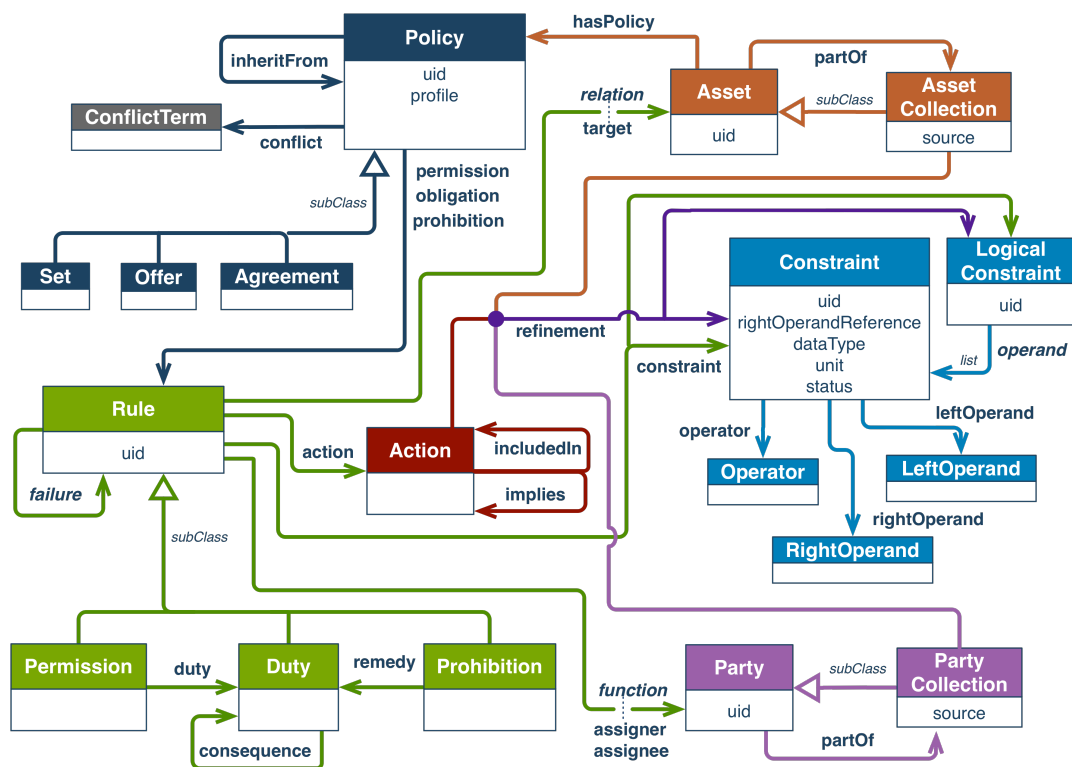 hasPolicy
Policy
inheritFrom
partOf
uid
profile
Asset
Asset
Collection
relation
subClass
ConflictTerm
target
uid
source
conflict
permission
obligation
prohibition
subClass
Set
Offer
Agreement
Constraint
Logical
Constraint
uid
uid
rightOperandReference
refinement
dataType
operand
list
constraint
unit
status
Rule
leftOperand
operator
uid
action
Action
includedIn
Operator
LeftOperand
failure
implies
rightOperand
subClass
RightOperand
Permission
duty
Duty
remedy
Prohibition
Party
subClass
Party
Collection
function
uid
source
assigner
assignee
consequence
partOf